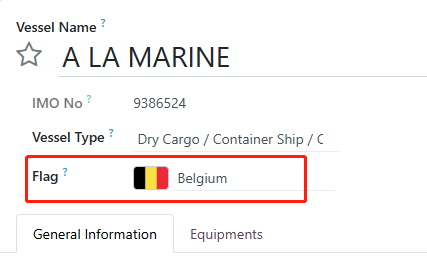 Vessel Name ?
A LA MARINE
IMO No ? 9386524
Vessel Type ? Dry Cargo / Container Ship / C
Flag ? Belgium
General Information Equipments